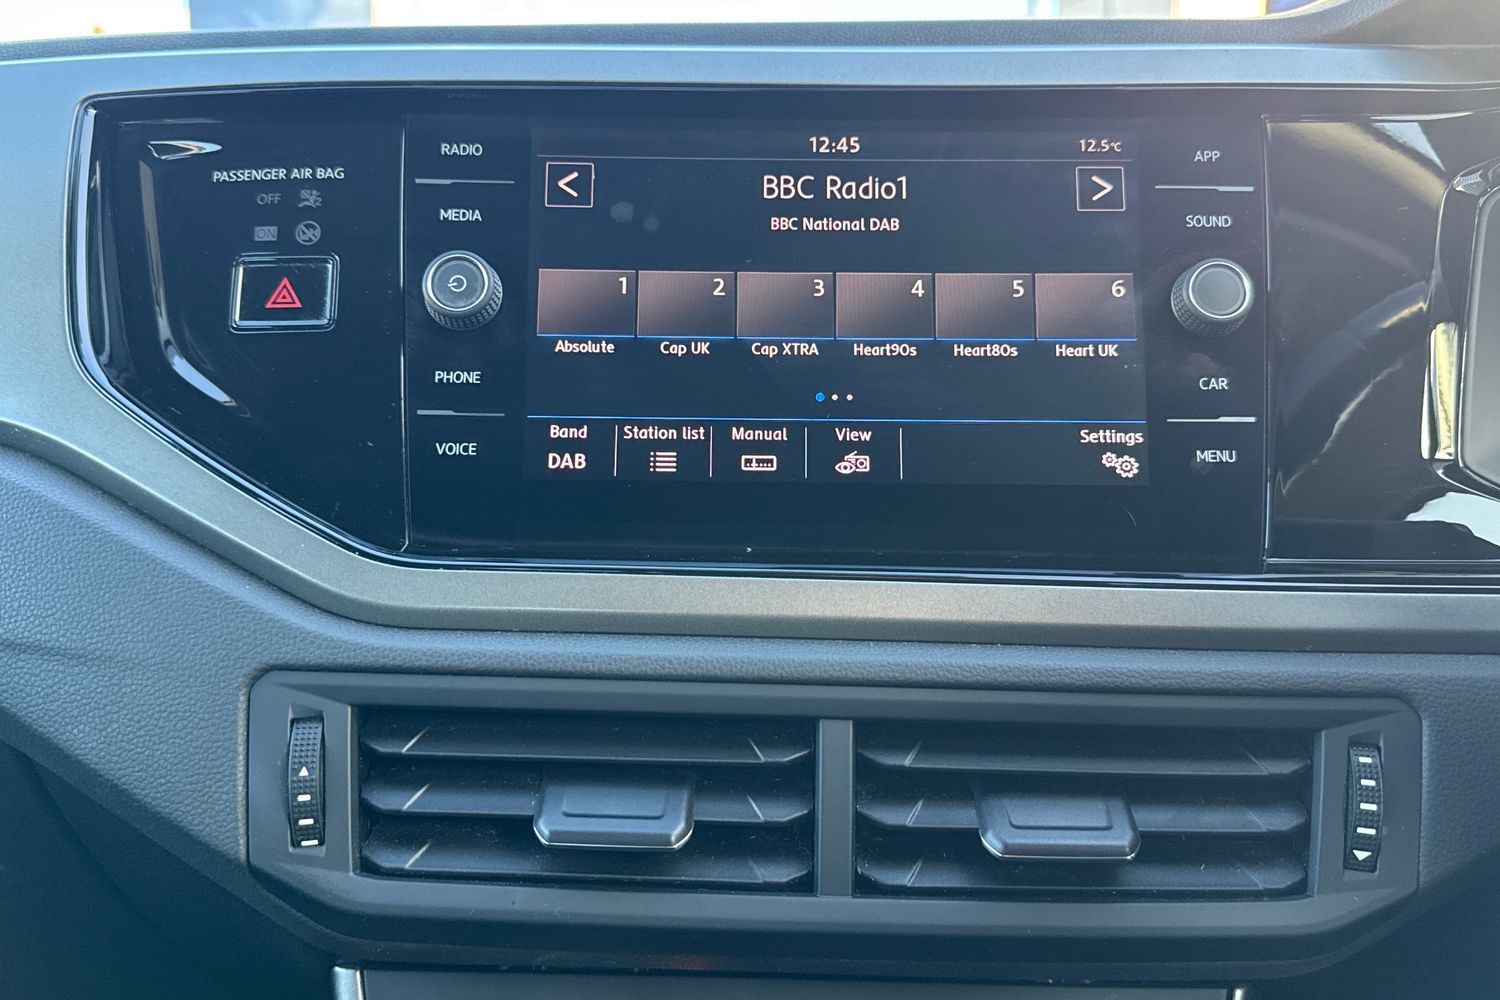 PASSENGER AIR BAG
OFF
ON
RADIO
MEDIA
PHONE
VOICE
12:45
12.5°C
<
BBC Radio1
>
BBC National DAB
1 2 3 4 5 6
Absolute Cap UK Cap XTRA Heart90s Heart80s Heart UK
Band Station list Manual View Settings
DAB
APP
SOUND
CAR
MENU